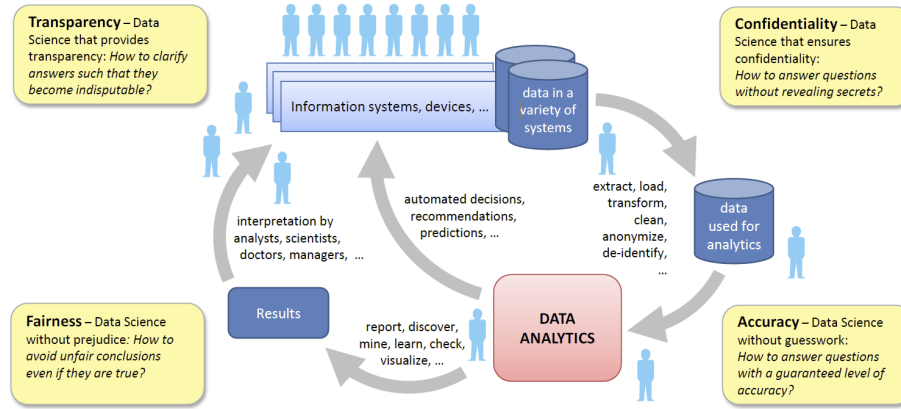 Transparency – Data
Science that provides
transparency: How to clarify
answers such that they
become indisputable?
Confidentiality – Data
Science that ensures
confidentiality:
How to answer questions
without revealing secrets?
Information systems, devices, ...
data in a
variety of
systems
extract, load,
transform,
clean,
anonymize,
de-identify,
...
data
used for
analytics
automated decisions,
recommendations,
predictions, ...
interpretation by
analysts, scientists,
doctors, managers, ...
Results
DATA
ANALYTICS
report, discover,
mine, learn, check,
visualize, ...
Fairness – Data Science
without prejudice: How to
avoid unfair conclusions
even if they are true?
Accuracy – Data Science
without guesswork:
How to answer questions
with a guaranteed level of
accuracy?